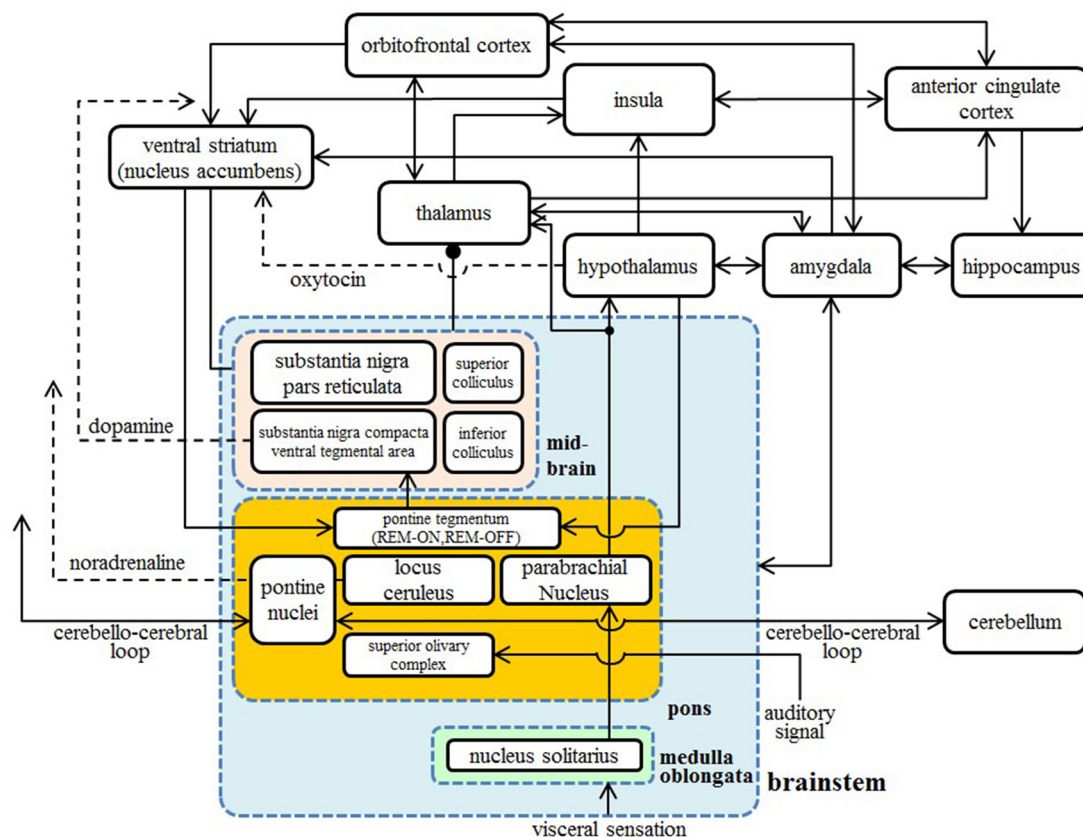 orbitofrontal cortex
insula
anterior cingulate
cortex
ventral striatum
(nucleus accumbens)
thalamus
hypothalamus
amygdala
hippocampus
oxytocin
substantia nigra
pars reticulata
superior
colliculus
dopamine
substantia nigra compacta
ventral tegmental area
inferior
colliculus
mid-
brain
pontine tegmentum
(REM-ON,REM-OFF)
noradrenaline
pontine
nuclei
locus
ceruleus
parabrachial
Nucleus
cerebello-cerebral
loop
cerebello-cerebral
loop
cerebellum
superior olivary
complex
pons
auditory
signal
nucleus solitarius
medulla
oblongata
brainstem
visceral sensation